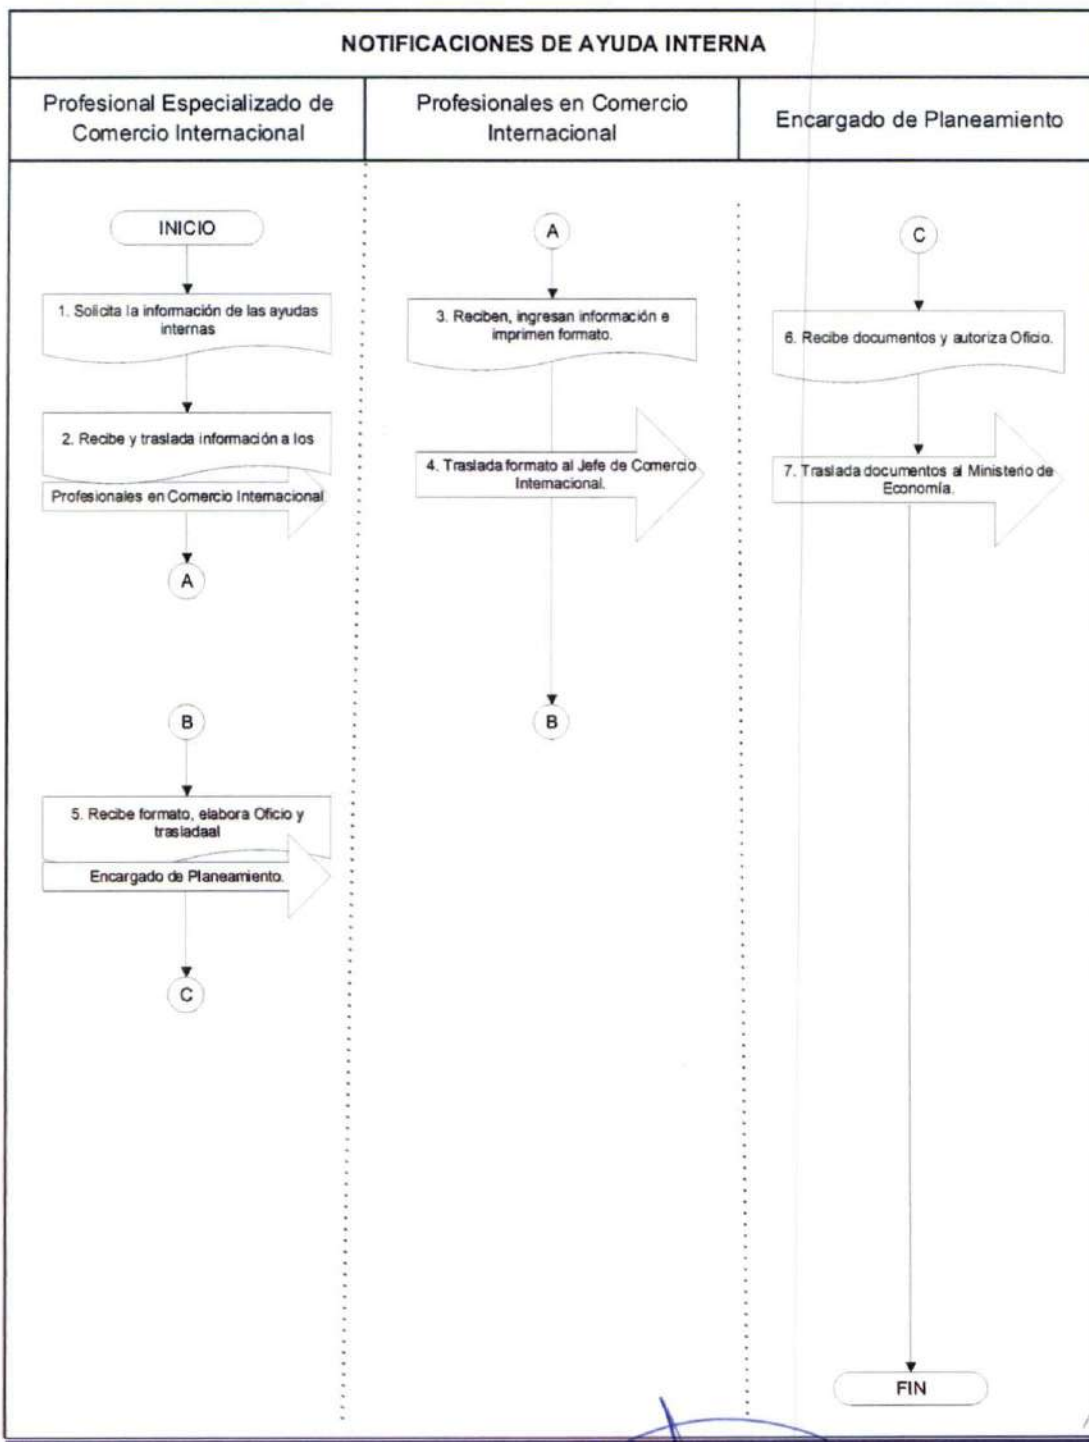 NOTIFICACIONES DE AYUDA INTERNA
Profesional Especializado de
Comercio Internacional
Profesionales en Comercio
Internacional
Encargado de Planeamiento
INICIO
1. Solicita la información de las ayudas
internas
2. Recibe y traslada información a los
Profesionales en Comercio Internacional
A
B
5. Recibe formato, elabora Oficio y
trasladaal
Encargado de Planeamiento.
C
A
3. Reciben, ingresan información e
imprimen formato.
4. Traslada formato al Jefe de Comercio
Internacional.
B
C
6. Recibe documentos y autoriza Oficio.
7. Traslada documentos al Ministerio de
Economía.
FIN